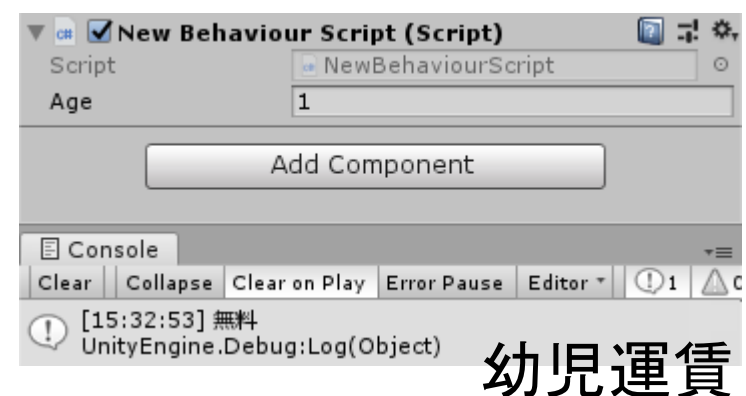 New Behaviour Script (Script)
Script NewBehaviourScript
Age 1
Add Component
Console
Clear Collapse Clear on Play Error Pause Editor 1 0
[15:32:53] 無料
UnityEngine.Debug:Log(Object)
幼児運賃